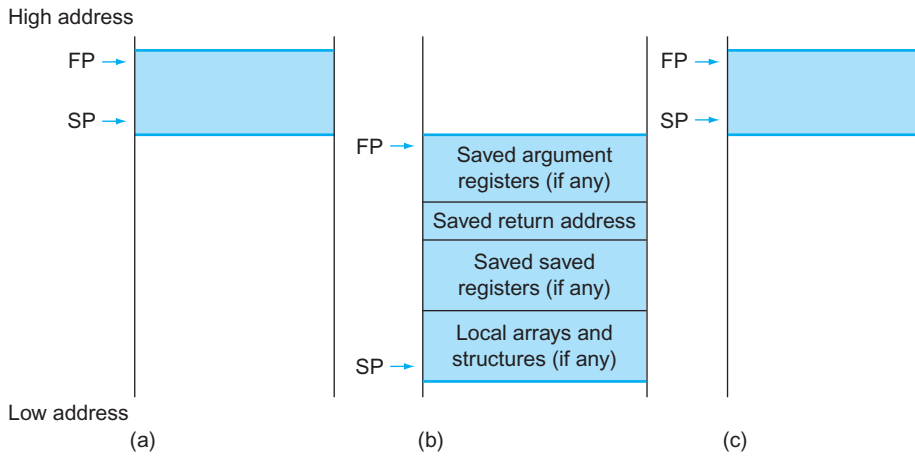 High address
FP
SP
FP
Saved argument
registers (if any)
Saved return address
Saved saved
registers (if any)
Local arrays and
structures (if any)
SP
FP
SP
Low address
(a)
(b)
(c)